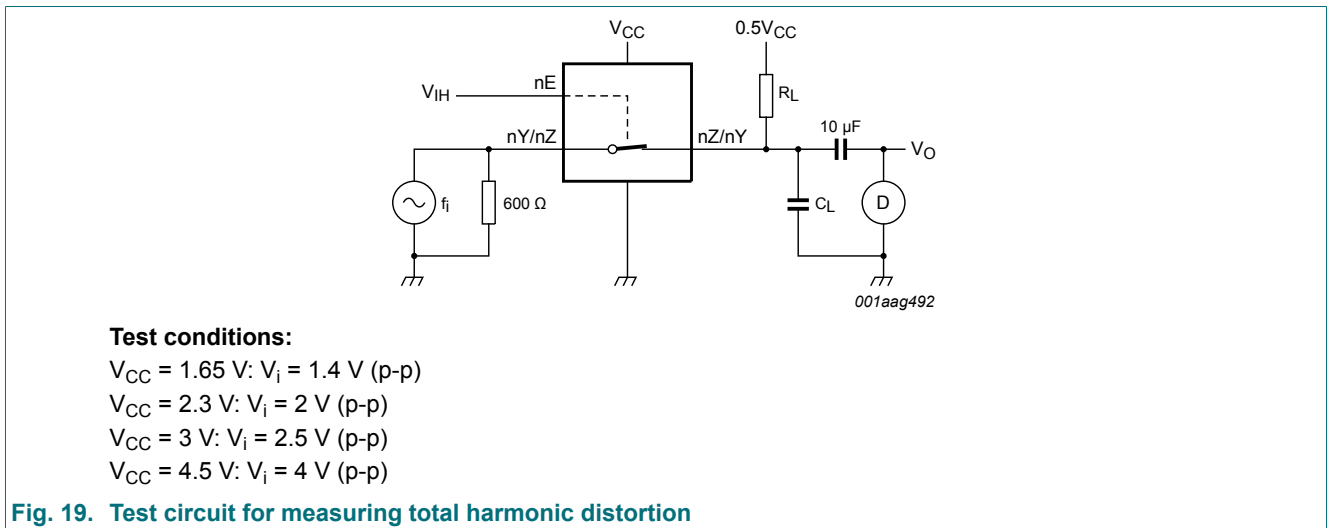 VCC 0.5VCC
nE
VIH
RL
10 µF
nY/nZ nZ/nY
VO
fi 600 Ω CL D
001aag492
Test conditions:
VCC = 1.65 V: Vi = 1.4 V (p-p)
VCC = 2.3 V: Vi = 2 V (p-p)
VCC = 3 V: Vi = 2.5 V (p-p)
VCC = 4.5 V: Vi = 4 V (p-p)
Fig. 19. Test circuit for measuring total harmonic distortion